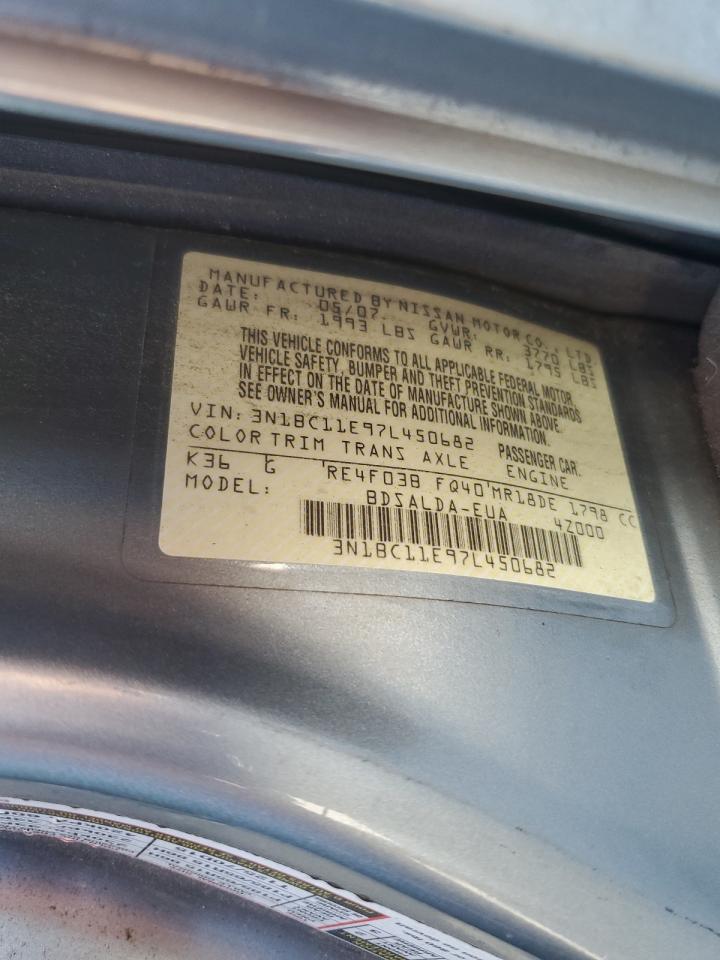 MANUFACTURED BY NISSAN MOTOR CO., LTD.
DATE: 05/07 GVWR: 3770 LBS
GAWR FR: 1993 LBS GAWR RR: 1795 LBS
THIS VEHICLE CONFORMS TO ALL APPLICABLE FEDERAL MOTOR
VEHICLE SAFETY, BUMPER AND THEFT PREVENTION STANDARDS
IN EFFECT ON THE DATE OF MANUFACTURE SHOWN ABOVE.
SEE OWNER'S MANUAL FOR ADDITIONAL INFORMATION.
VIN: 3N1BC11E97L450682 PASSENGER CAR.
COLOR TRIM TRANS AXLE ENGINE
K36 G 'RE4F03B FQ40'MR18DE 1798 CC
MODEL: BDSALDA-EUA 4Z000
3N1BC11E97L450682